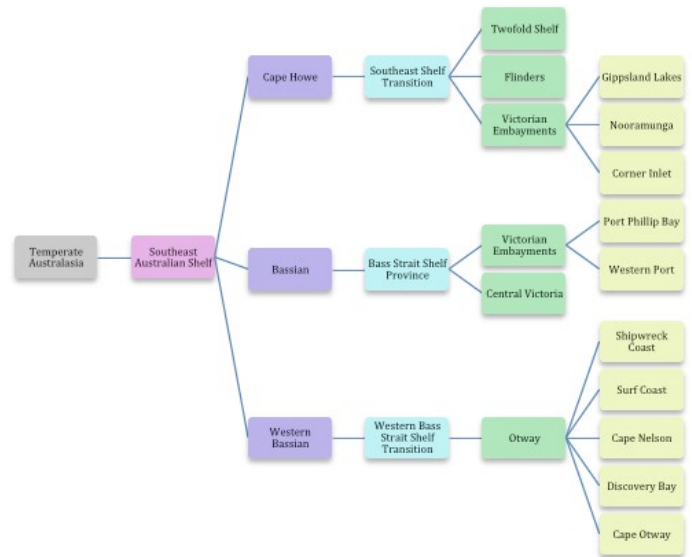 Twofold Shelf
Cape Howe
Southeast Shelf
Transition
Flinders
Gippsland Lakes
Victorian
Embayments
Nooramunga
Corner Inlet
Temperate
Australasia
Southeast
Australian Shelf
Bassian
Bass Strait Shelf
Province
Victorian
Embayments
Port Phillip Bay
Western Port
Central Victoria
Western
Bassian
Western Bass
Strait Shelf
Transition
Otway
Shipwreck
Coast
Surf Coast
Cape Nelson
Discovery Bay
Cape Otway